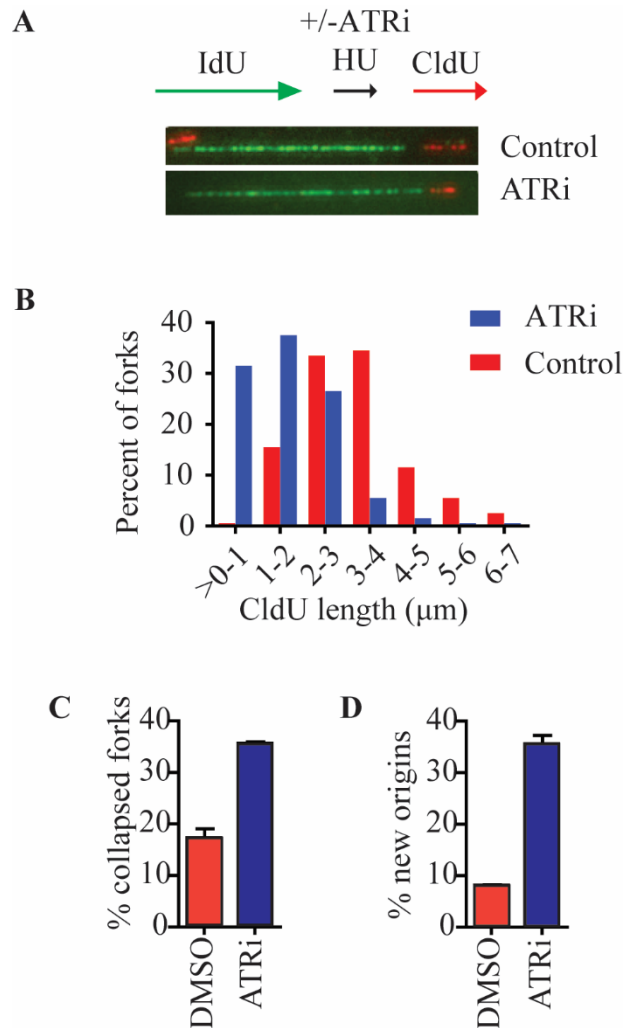 A
+/-ATRi
IdU
HU
CldU
Control
ATRi
B
Percent of forks
40
30
20
10
0
>0-1
1-2
2-3
3-4
4-5
5-6
6-7
CldU length (μm)
ATRi
Control
C
% collapsed forks
40
30
20
10
0
DMSO
ATRi
D
% new origins
40
30
20
10
0
DMSO
ATRi